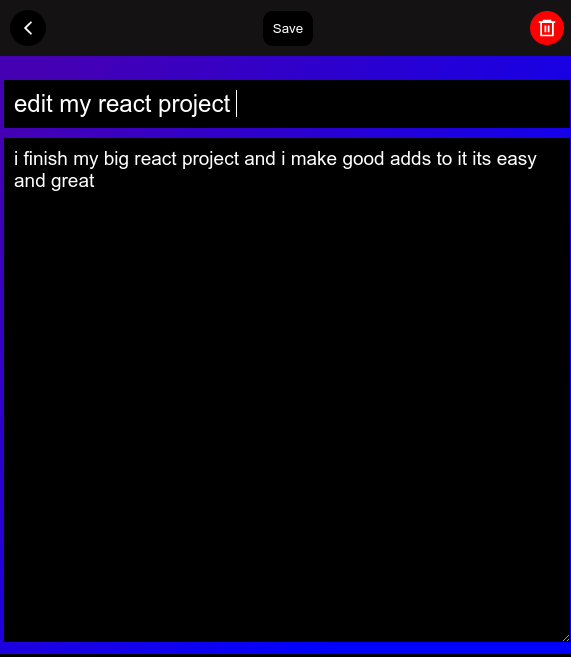 Save
edit my react project
i finish my big react project and i make good adds to it its easy
and great